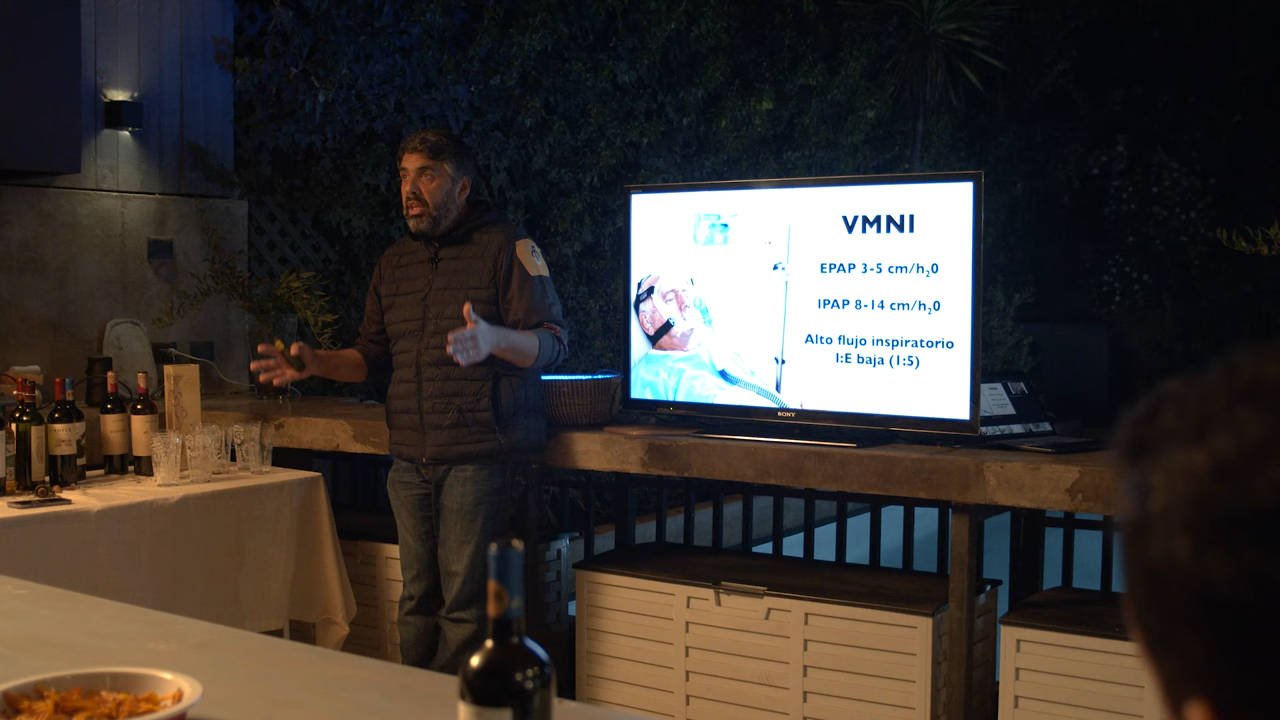 VMNI
EPAP 3-5 cm/h₂0
IPAP 8-14 cm/h₂0
Alto flujo inspiratorio
I:E baja (1:5)
SONY